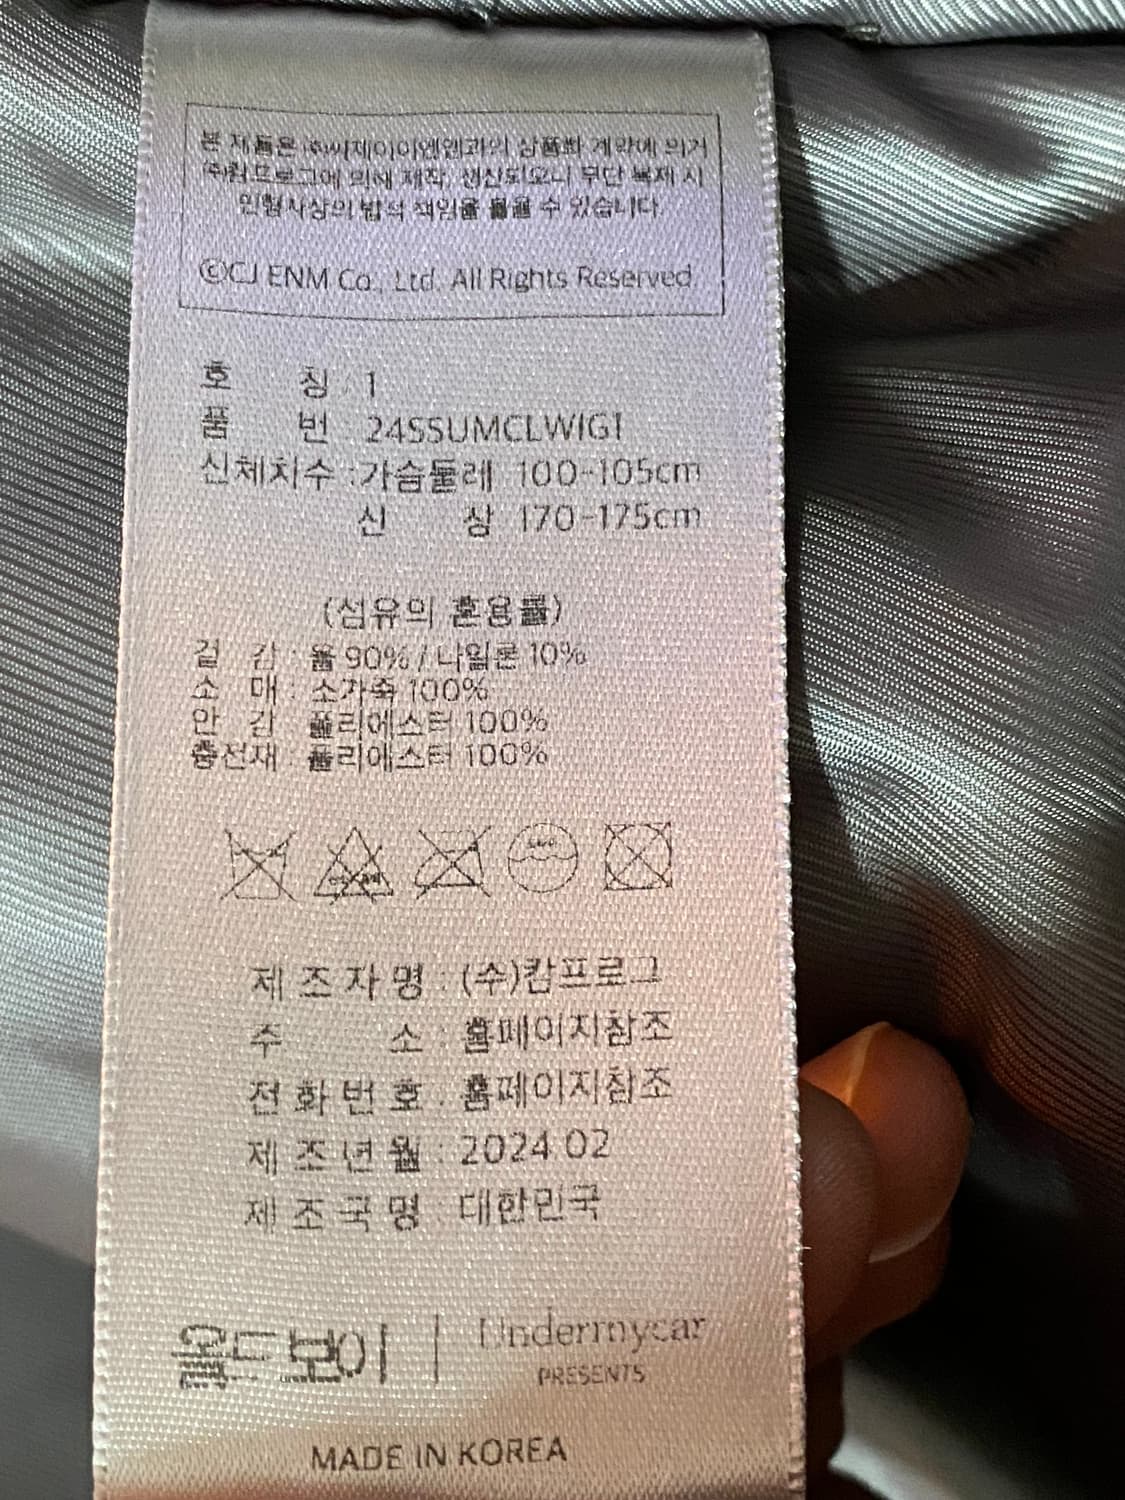 본 제품은 (주)씨제이이엔엠과의 상품화 계약에 의거
(주)캄프로그에 의해 제작, 생산되오니 무단 복제 시
민형사상의 법적 책임을 물을 수 있습니다.
©CJ ENM Co., Ltd. All Rights Reserved
호 칭 : 1
품 번 : 24SSUMCLWIG1
신체치수 : 가슴둘레 100-105cm
신 장 170-175cm
(섬유의 혼용률)
겉 감 : 울 90% / 나일론 10%
소 매 : 소가죽 100%
안 감 : 폴리에스터 100%
충전재 : 폴리에스터 100%
제 조 자 명 : (주)캄프로그
주 소 : 홈페이지참조
전 화 번 호 : 홈페이지참조
제 조 년 월 : 2024.02
제 조 국 명 : 대한민국
올드보이 | Undermycar
PRESENTS
MADE IN KOREA